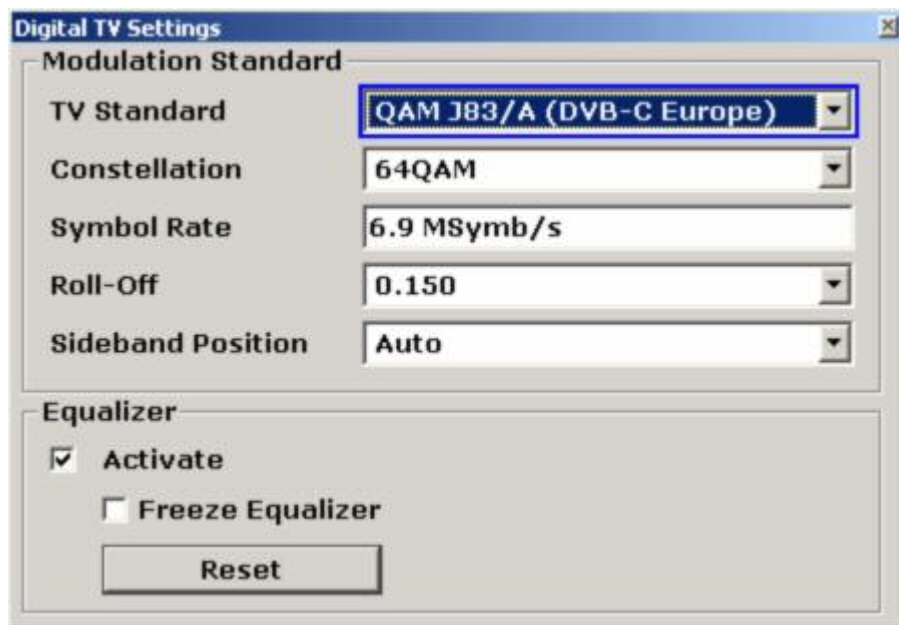 Digital TV Settings
Modulation Standard
TV Standard QAM J83/A (DVB-C Europe)
Constellation 64QAM
Symbol Rate 6.9 MSymb/s
Roll-Off 0.150
Sideband Position Auto
Equalizer
Activate
Freeze Equalizer
Reset